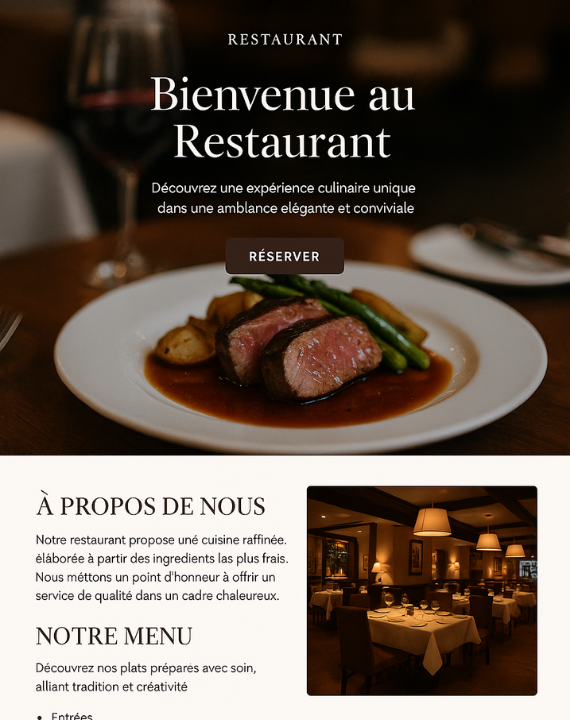 RESTAURANT
Bienvenue au
Restaurant
Découvrez une expérience culinaire unique
dans une amblance elégante et conviviale
RÉSERVER
À PROPOS DE NOUS
Notre restaurant propose uné cuisine raffinée.
éláborée à partir des ingredients las plus frais.
Nous méttons un point d'honneur à offrir un
service de qualité dans un cadre chaleureux.
NOTRE MENU
Découvrez nos plats prépares avec soin,
alliant tradition et créativité
• Entrées